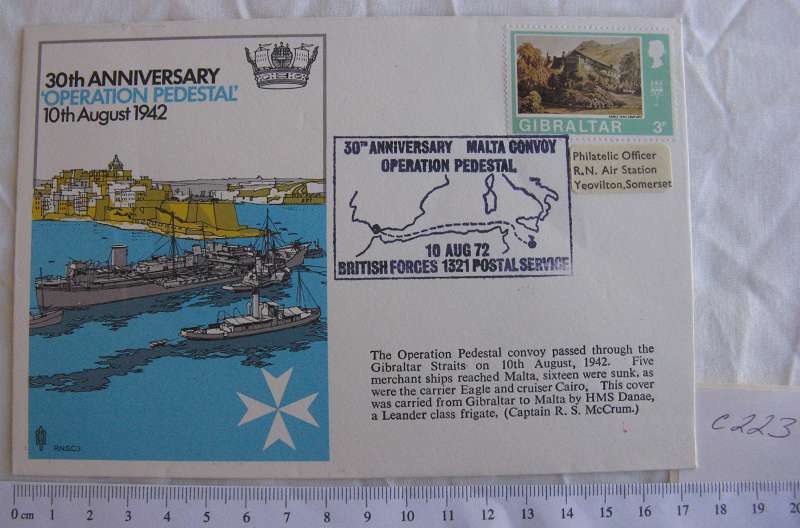 30th ANNIVERSARY
'OPERATION PEDESTAL'
10th August 1942
GIBRALTAR 3p
30TH ANNIVERSARY MALTA CONVOY
OPERATION PEDESTAL
10 AUG 72
BRITISH FORCES 1321 POSTAL SERVICE
Philatelic Officer
R.N. Air Station
Yeovilton, Somerset
The Operation Pedestal convoy passed through the
Gibraltar Straits on 10th August, 1942. Five
merchant ships reached Malta, sixteen were sunk, as
were the carrier Eagle and cruiser Cairo. This cover
was carried from Gibraltar to Malta by HMS Danae,
a Leander class frigate, (Captain R. S. McCrum.)
RNSC3
C223
0 cm 1 2 3 4 5 6 7 8 9 10 11 12 13 14 15 16 17 18 19 20